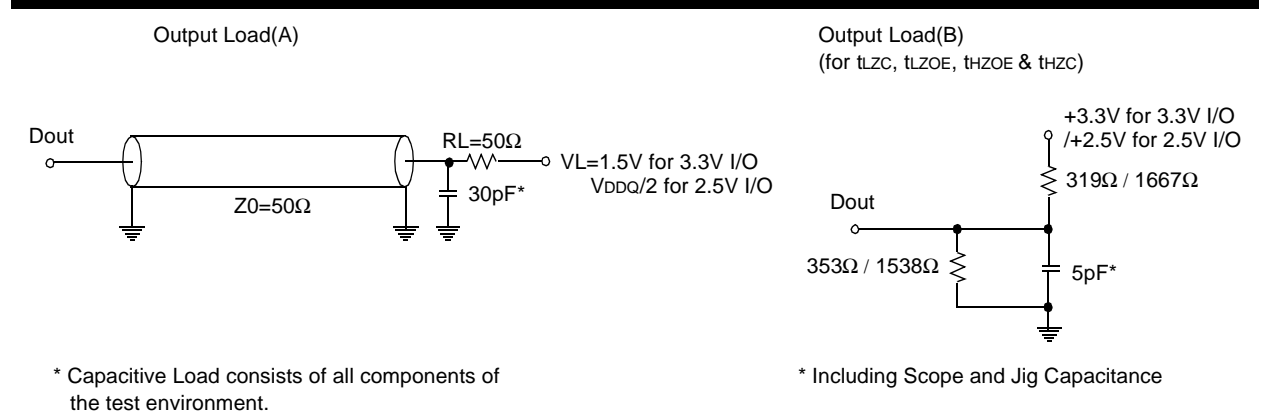 Output Load(A)
Dout
Z0=50Ω
RL=50Ω
30pF*
VL=1.5V for 3.3V I/O
VDDQ/2 for 2.5V I/O
* Capacitive Load consists of all components of
the test environment.
Output Load(B)
(for tLZC, tLZOE, tHZOE & tHZC)
+3.3V for 3.3V I/O
/+2.5V for 2.5V I/O
319Ω / 1667Ω
Dout
353Ω / 1538Ω
5pF*
* Including Scope and Jig Capacitance